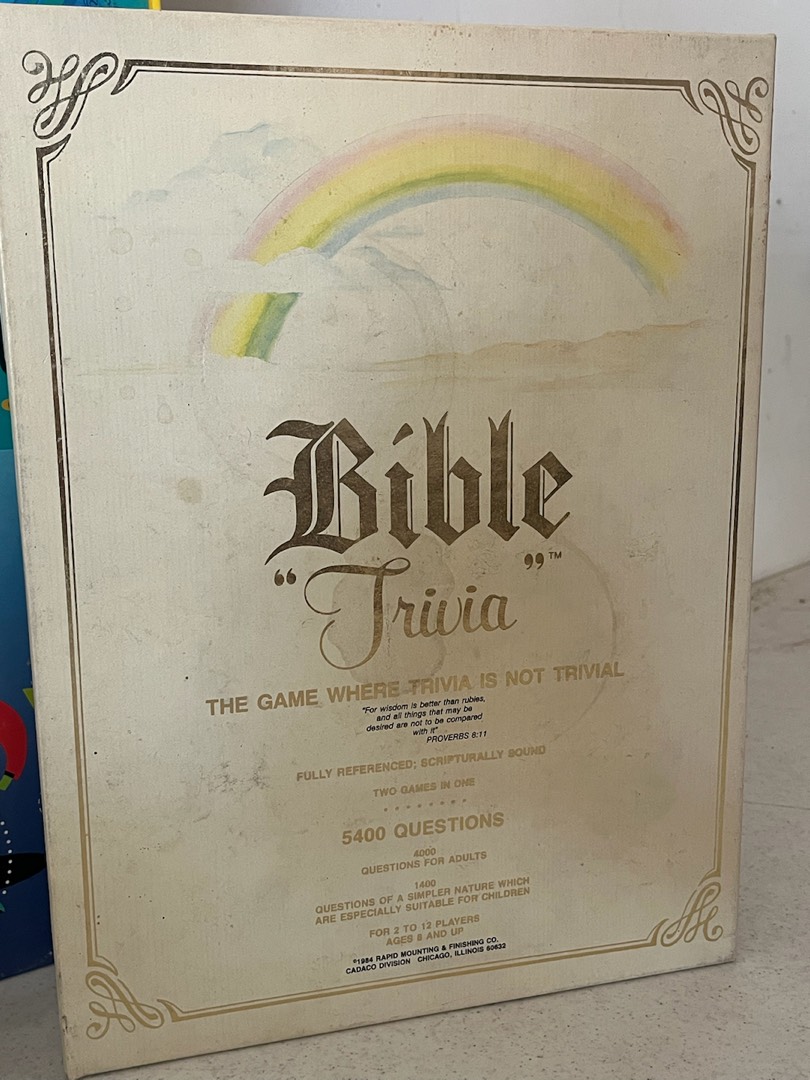 Bible
"Trivia"™
THE GAME WHERE TRIVIA IS NOT TRIVIAL
"For wisdom is better than rubies,
and all things that may be
desired are not to be compared
with it"
PROVERBS 8:11
FULLY REFERENCED; SCRIPTURALLY SOUND
TWO GAMES IN ONE
5400 QUESTIONS
4000
QUESTIONS FOR ADULTS
1400
QUESTIONS OF A SIMPLER NATURE WHICH
ARE ESPECIALLY SUITABLE FOR CHILDREN
FOR 2 TO 12 PLAYERS
AGES 8 AND UP
©1984 RAPID MOUNTING & FINISHING CO.
CADACO DIVISION CHICAGO, ILLINOIS 60632